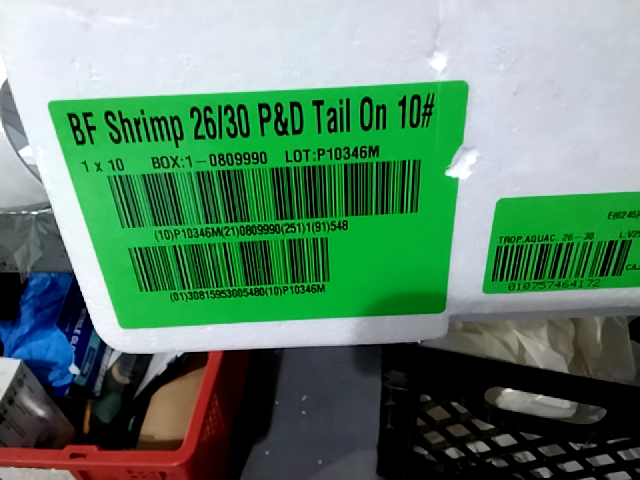 BF Shrimp 26/30 P&D Tail On 10#
1 x 10 BOX:1-0809990 LOT:P10346M
(10)P10346M(21)0809990(251)1(91)548
(01)30815953005480(10)P10346M
TROP.AQUAC 26-30
010757464172